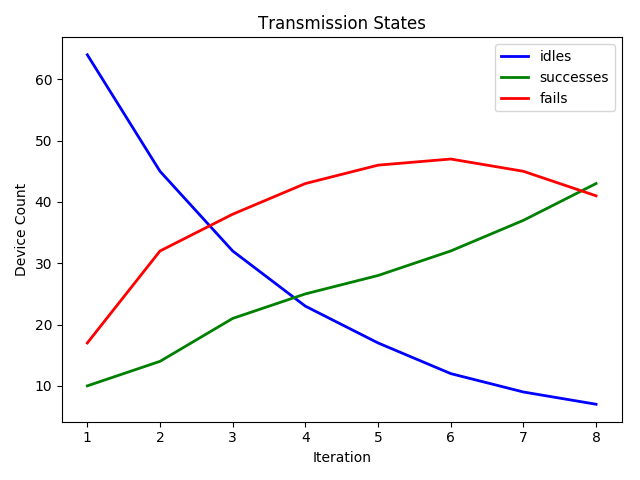 Transmission States
idles
successes
fails
Device Count
60
50
40
30
20
10
1 2 3 4 5 6 7 8
Iteration